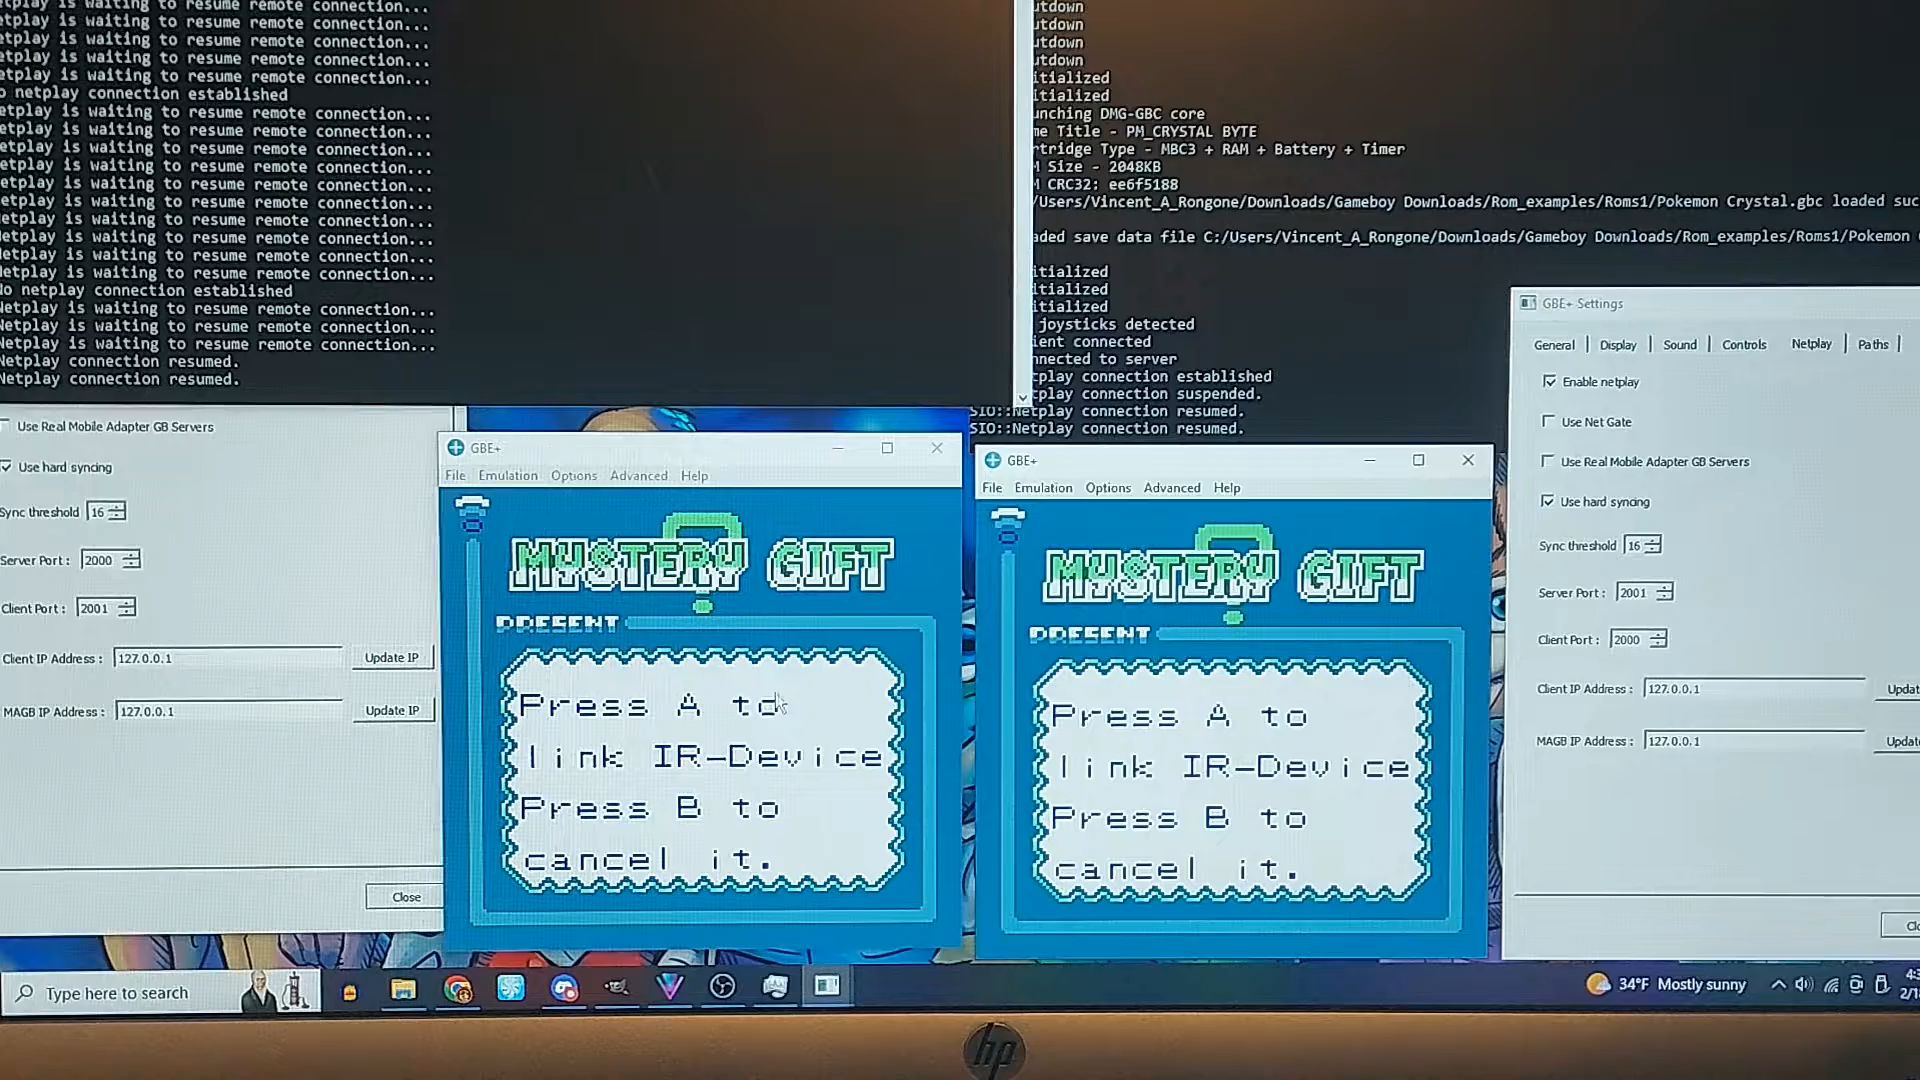 etplay is waiting to resume remote connection...
etplay is waiting to resume remote connection...
etplay is waiting to resume remote connection...
etplay is waiting to resume remote connection...
etplay is waiting to resume remote connection...
o netplay connection established
etplay is waiting to resume remote connection...
etplay is waiting to resume remote connection...
etplay is waiting to resume remote connection...
etplay is waiting to resume remote connection...
etplay is waiting to resume remote connection...
etplay is waiting to resume remote connection...
etplay is waiting to resume remote connection...
etplay is waiting to resume remote connection...
etplay is waiting to resume remote connection...
Netplay is waiting to resume remote connection...
No netplay connection established
Netplay is waiting to resume remote connection...
Netplay is waiting to resume remote connection...
Netplay is waiting to resume remote connection...
Netplay connection resumed.
Netplay connection resumed.
utdown
utdown
utdown
utdown
itialized
itialized
unching DMG-GBC core
me Title - PM_CRYSTAL BYTE
rtridge Type - MBC3 + RAM + Battery + Timer
M Size - 2048KB
M CRC32: ee6f5188
/Users/Vincent_A_Rongone/Downloads/Gameboy Downloads/Rom_examples/Roms1/Pokemon Crystal.gbc loaded suc
aded save data file C:/Users/Vincent_A_Rongone/Downloads/Gameboy Downloads/Rom_examples/Roms1/Pokemon
itialized
itialized
itialized
joysticks detected
ient connected
nnected to server
tplay connection established
tplay connection suspended.
SIO::Netplay connection resumed.
SIO::Netplay connection resumed.
Use Real Mobile Adapter GB Servers
Use hard syncing
Sync threshold 16
Server Port : 2000
Client Port : 2001
Client IP Address : 127.0.0.1 Update IP
MAGB IP Address : 127.0.0.1 Update IP
Close
GBE+
File Emulation Options Advanced Help
MYSTERY GIFT
PRESENT
Press A to
link IR-Device
Press B to
cancel it.
GBE+
File Emulation Options Advanced Help
MYSTERY GIFT
PRESENT
Press A to
link IR-Device
Press B to
cancel it.
GBE+ Settings
General Display Sound Controls Netplay Paths
Enable netplay
Use Net Gate
Use Real Mobile Adapter GB Servers
Use hard syncing
Sync threshold 16
Server Port : 2001
Client Port : 2000
Client IP Address : 127.0.0.1 Updat
MAGB IP Address : 127.0.0.1 Updat
Clo
Type here to search
34°F Mostly sunny
4:3
2/1
hp